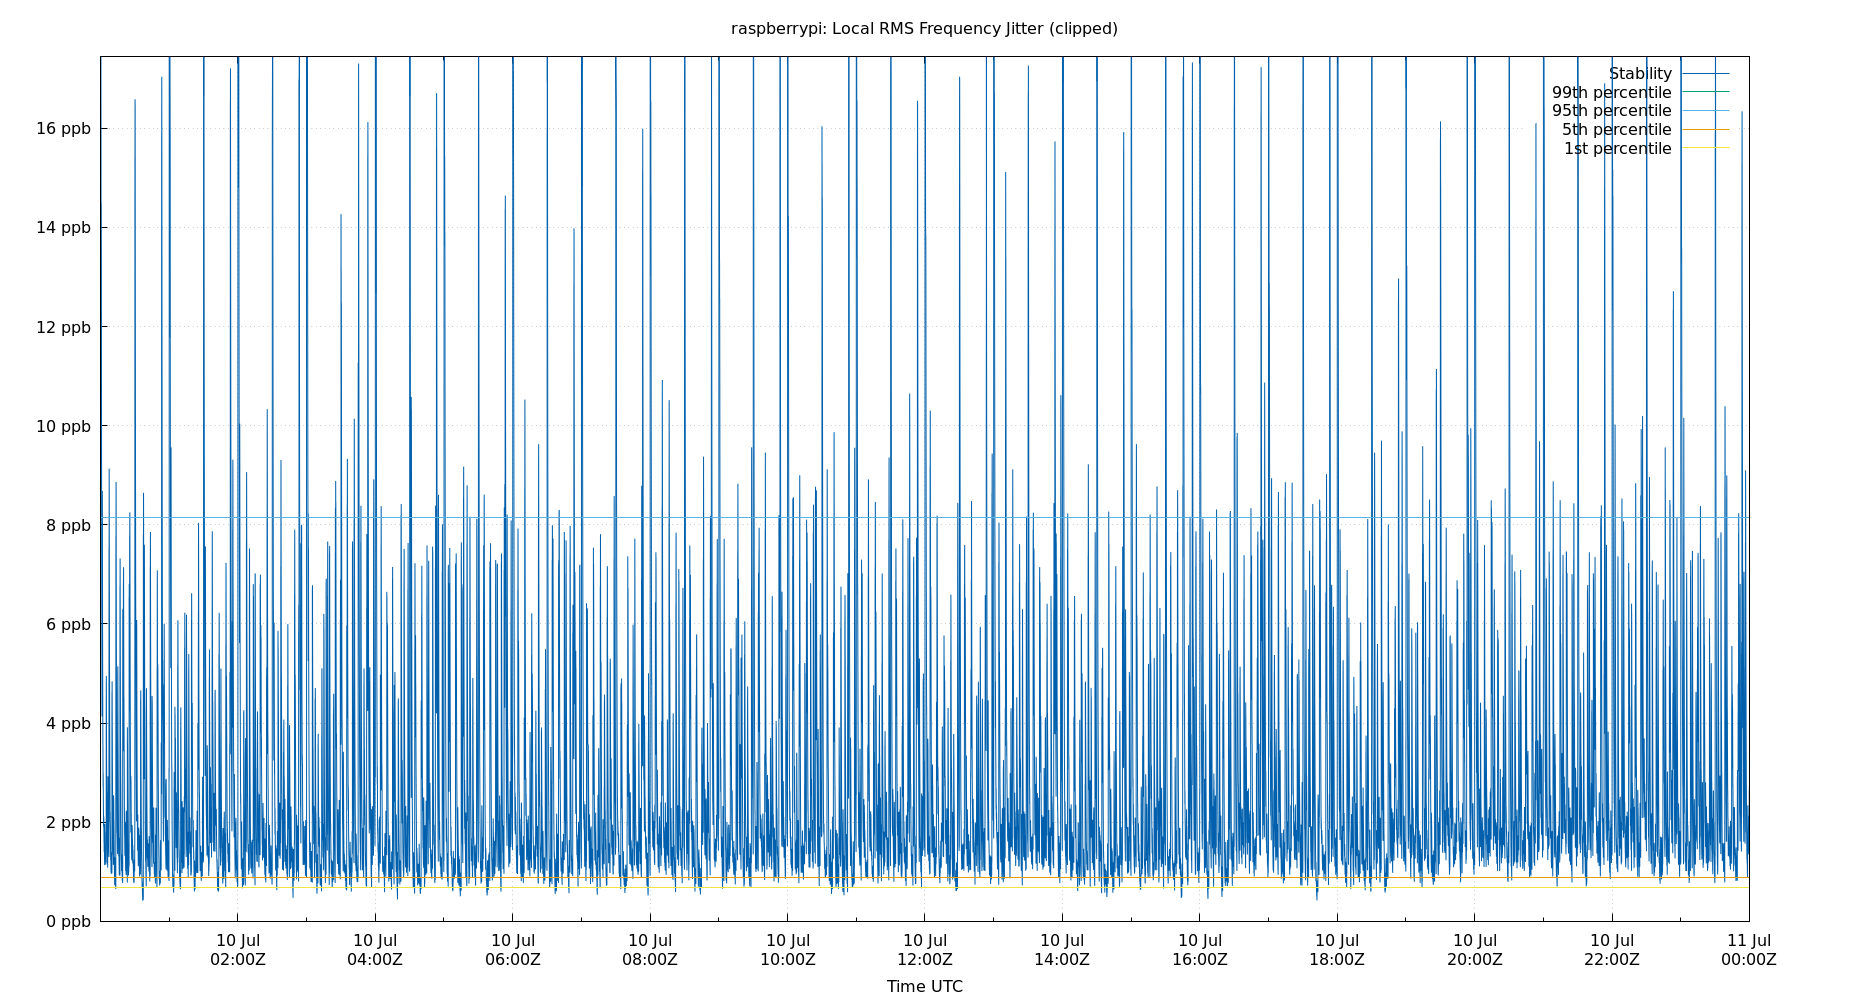 raspberrypi: Local RMS Frequency Jitter (clipped)
Stability
99th percentile
95th percentile
5th percentile
1st percentile
16 ppb
14 ppb
12 ppb
10 ppb
8 ppb
6 ppb
4 ppb
2 ppb
0 ppb
10 Jul 10 Jul 10 Jul 10 Jul 10 Jul 10 Jul 10 Jul 10 Jul 10 Jul 10 Jul 10 Jul 11 Jul
02:00Z 04:00Z 06:00Z 08:00Z 10:00Z 12:00Z 14:00Z 16:00Z 18:00Z 20:00Z 22:00Z 00:00Z
Time UTC